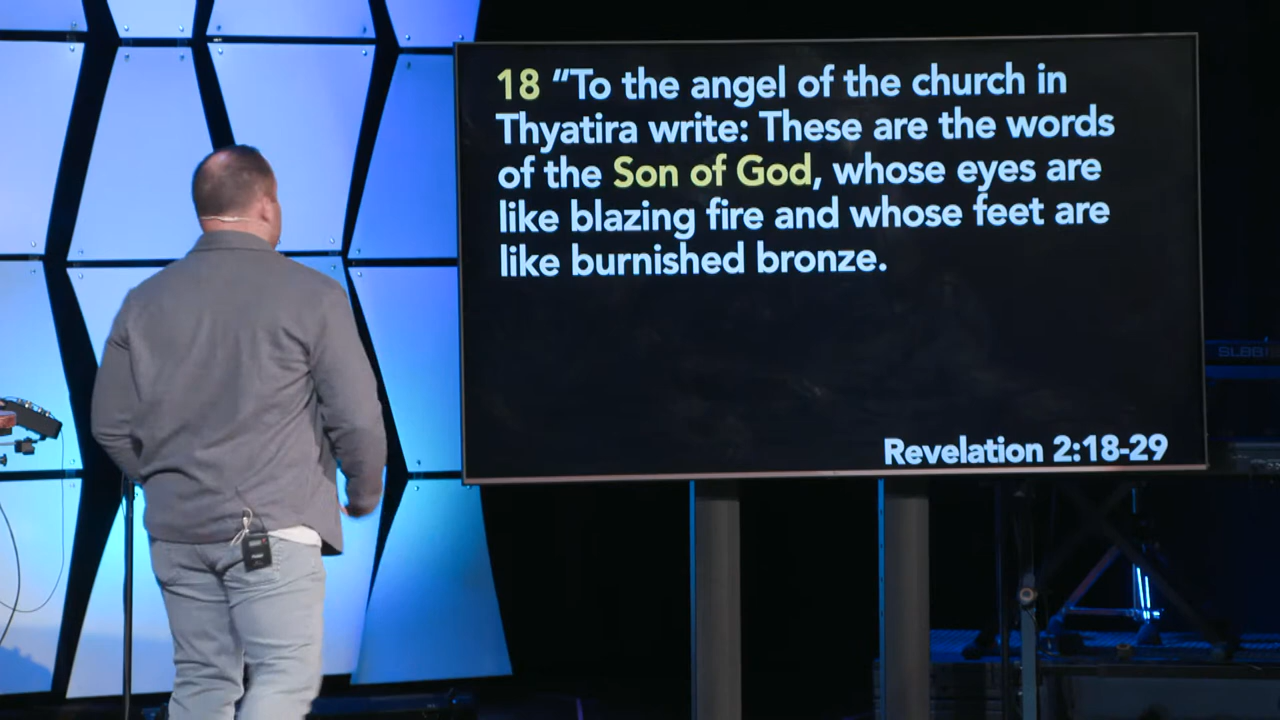 18 “To the angel of the church in
Thyatira write: These are the words
of the Son of God, whose eyes are
like blazing fire and whose feet are
like burnished bronze.
Revelation 2:18-29